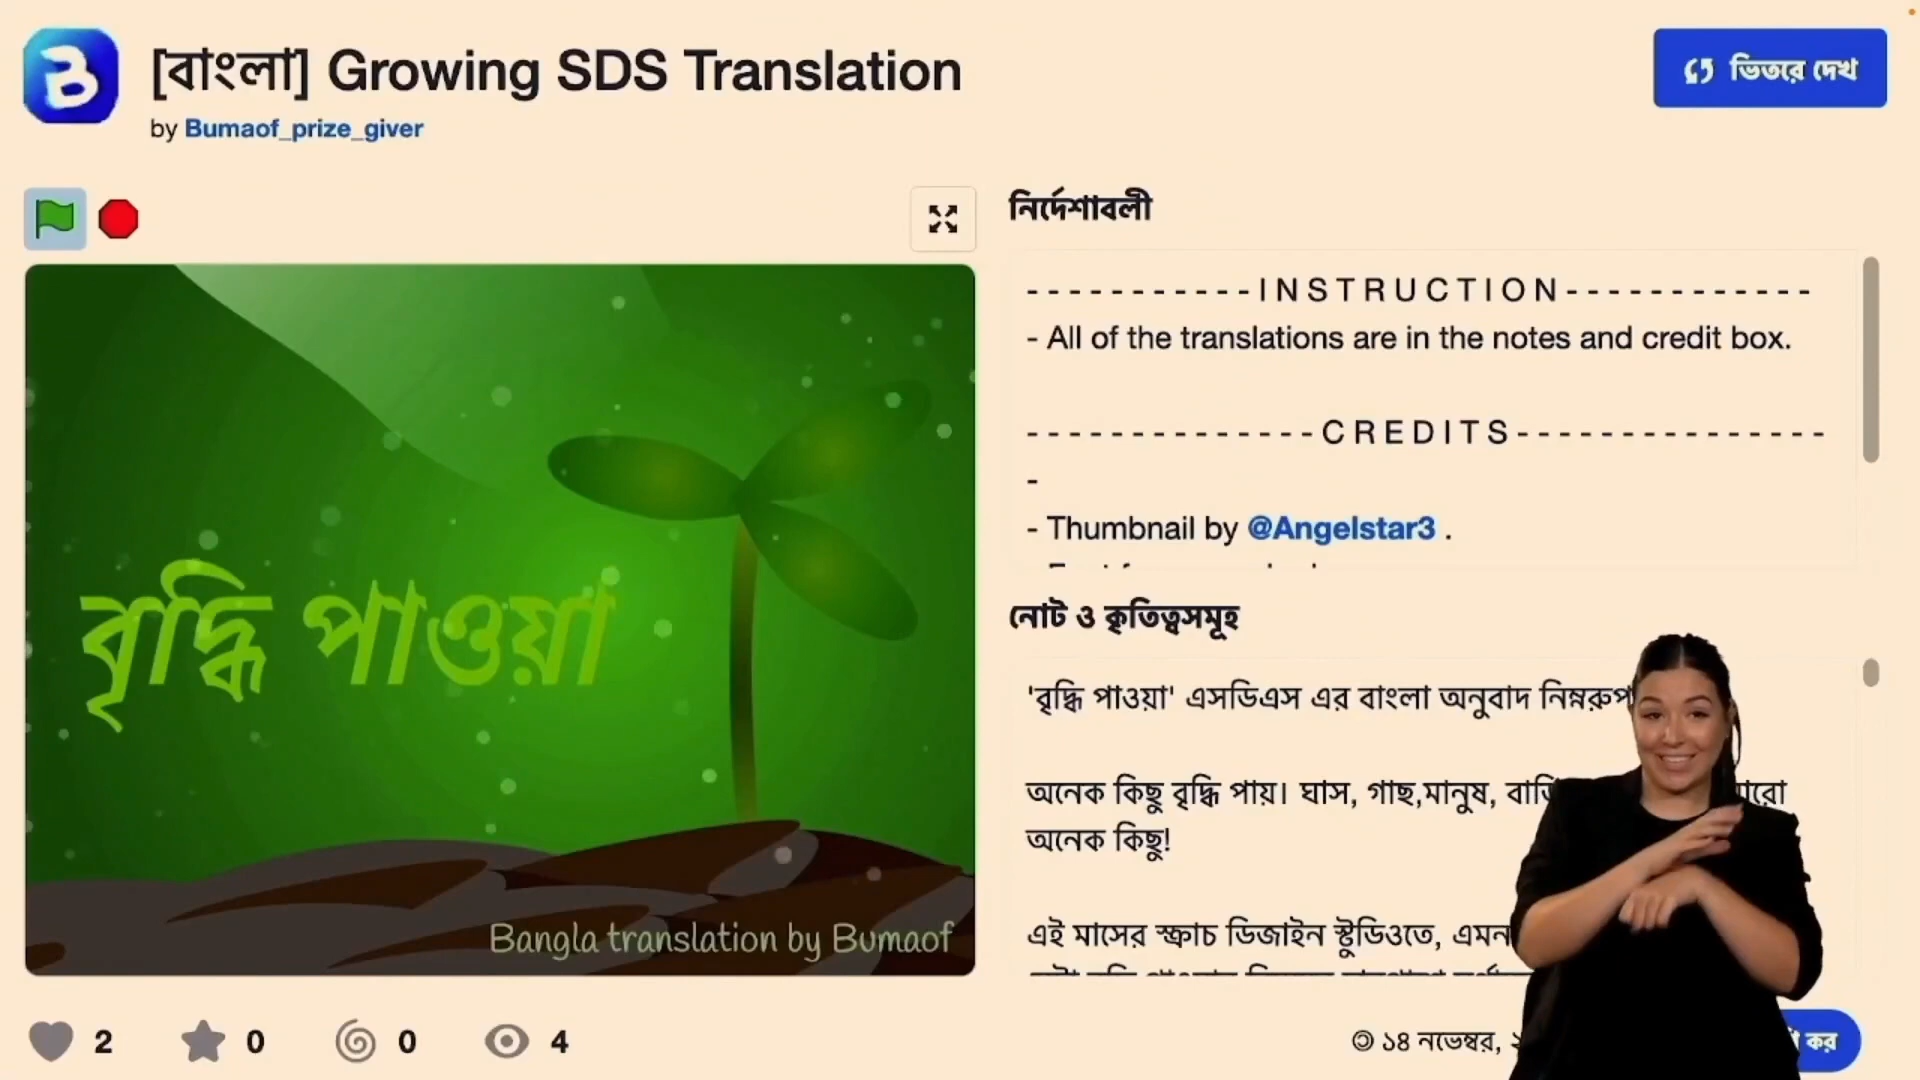 B
[বাংলা] Growing SDS Translation
by Bumaof_prize_giver
ভিতরে দেখ
নির্দেশাবলী
- - - - - - - - - - - I N S T R U C T I O N - - - - - - - - - - - -
- All of the translations are in the notes and credit box.
- - - - - - - - - - - - - - C R E D I T S - - - - - - - - - - - - - - -
-
- Thumbnail by @Angelstar3 .
নোট ও কৃতিত্বসমূহ
'বৃদ্ধি পাওয়া' এসডিএস এর বাংলা অনুবাদ নিম্নরুপ
অনেক কিছু বৃদ্ধি পায়। ঘাস, গাছ,মানুষ,
অনেক কিছু!
এই মাসের স্ক্রাচ ডিজাইন স্টুডিওতে, এমন
বৃদ্ধি পাওয়া
Bangla translation by Bumaof
2 0 0 4
১৪ নভেম্বর,
কর